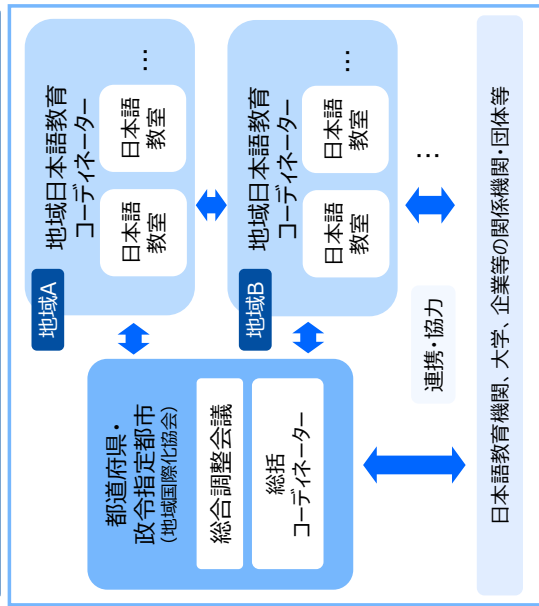 都道府県・
政令指定都市
(地域国際化協会)
総合調整会議
総括
コーディネーター
地域A
地域日本語教育
コーディネーター
日本語
教室
日本語
教室
…
地域B
地域日本語教育
コーディネーター
日本語
教室
日本語
教室
…
…
連携・協力
日本語教育機関、大学、企業等の関係機関・団体等